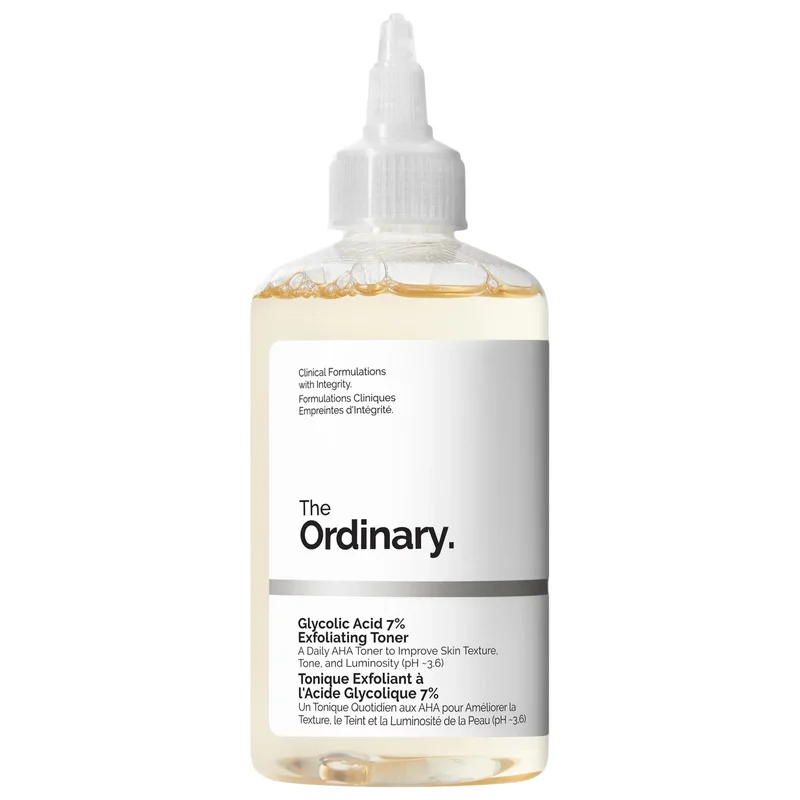 Clinical Formulations
with Integrity.
Formulations Cliniques
Empreintes d'Intégrité.
The
Ordinary.
Glycolic Acid 7%
Exfoliating Toner
A Daily AHA Toner to Improve Skin Texture,
Tone, and Luminosity (pH ~3.6)
Tonique Exfoliant à
l'Acide Glycolique 7%
Un Tonique Quotidien aux AHA pour Améliorer la
Texture, le Teint et la Luminosité de la Peau (pH ~3,6)